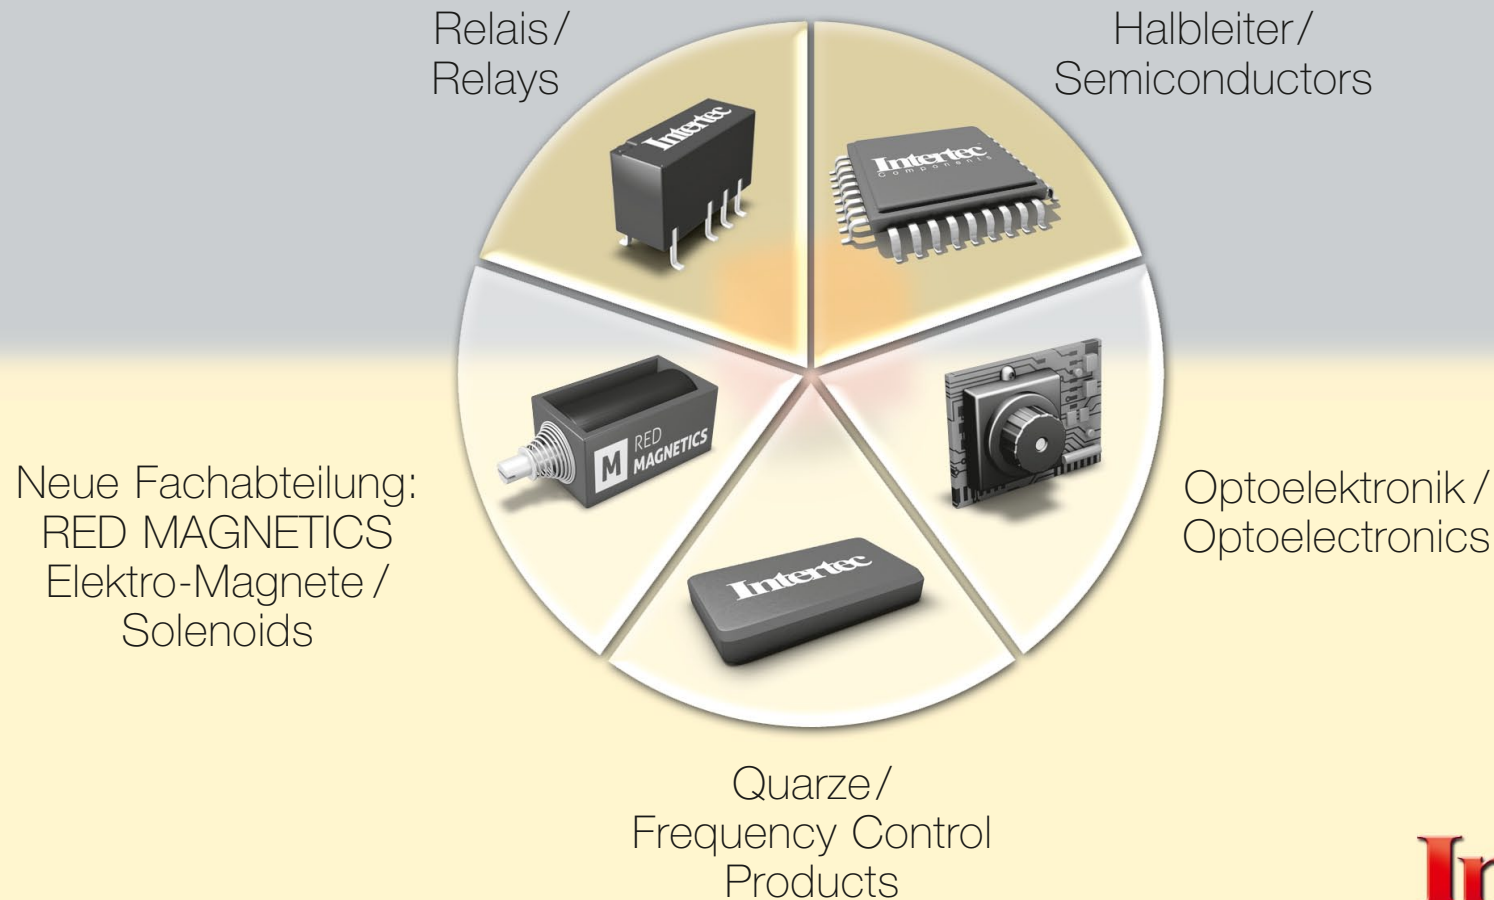 Relais /
Relays
Halbleiter /
Semiconductors
Intertec
Intertec
Components
M RED
MAGNETICS
Neue Fachabteilung:
RED MAGNETICS
Elektro-Magnete /
Solenoids
Optoelektronik /
Optoelectronics
Intertec
Quarze /
Frequency Control
Products